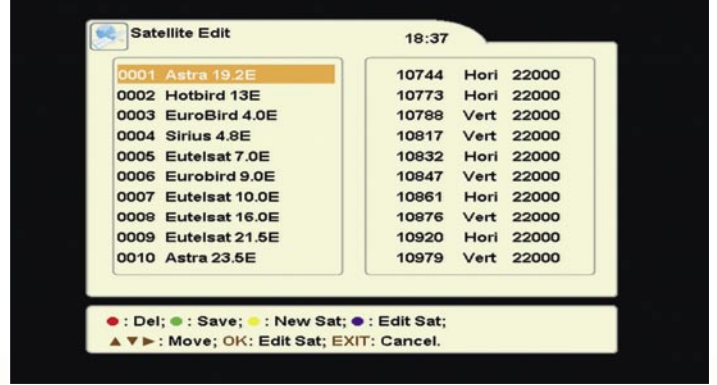 Satellite Edit
18:37
0001 Astra 19.2E
0002 Hotbird 13E
0003 EuroBird 4.0E
0004 Sirius 4.8E
0005 Eutelsat 7.0E
0006 Eurobird 9.0E
0007 Eutelsat 10.0E
0008 Eutelsat 16.0E
0009 Eutelsat 21.5E
0010 Astra 23.5E
10744 Hori 22000
10773 Hori 22000
10788 Vert 22000
10817 Vert 22000
10832 Hori 22000
10847 Vert 22000
10861 Hori 22000
10876 Vert 22000
10920 Hori 22000
10979 Vert 22000
● : Del; ● : Save; ● : New Sat; ● : Edit Sat;
▲ ▼ ► : Move; OK: Edit Sat; EXIT: Cancel.